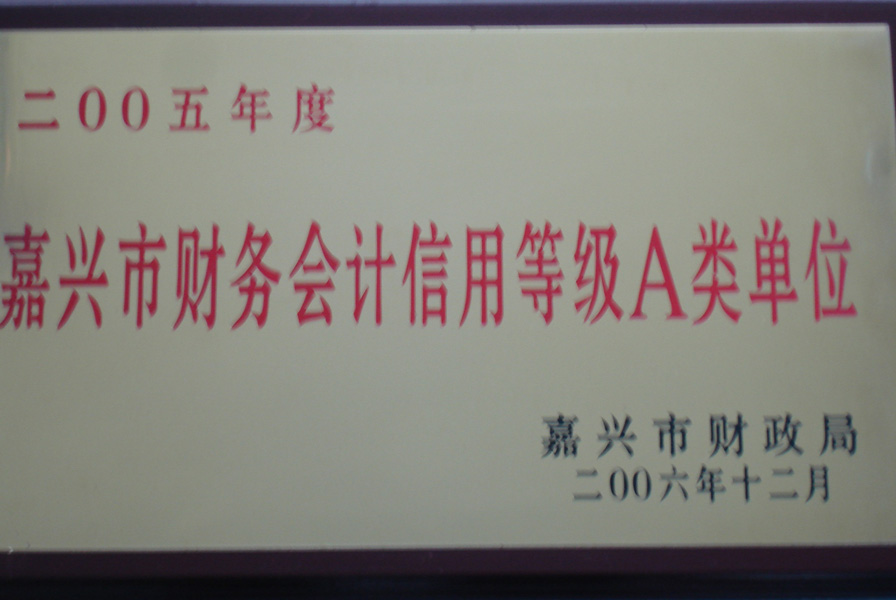 二00五年度
嘉兴市财务会计信用等级A类单位
嘉兴市财政局
二00六年十二月